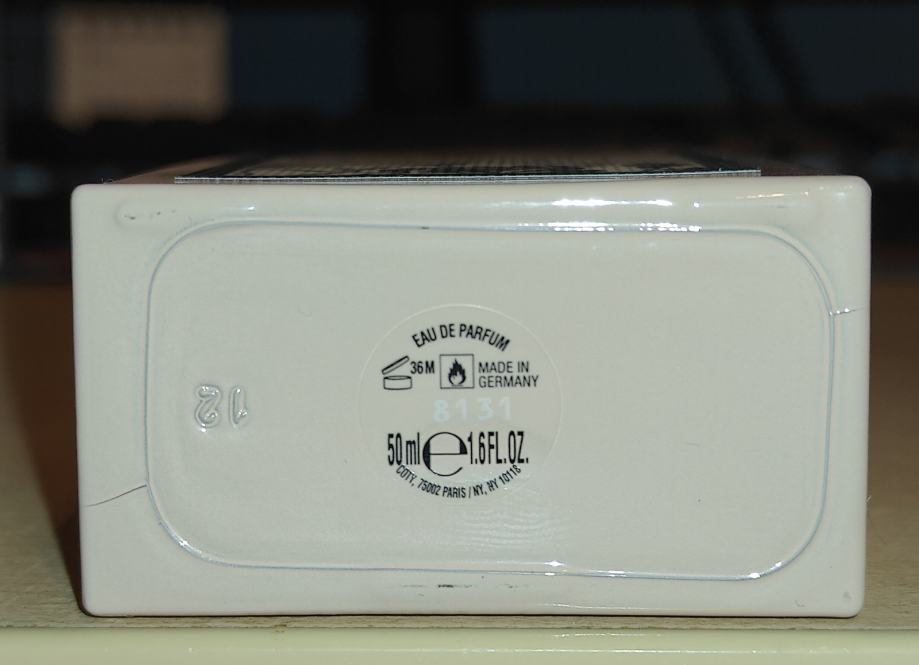 EAU DE PARFUM
36M
MADE IN
GERMANY
8131
50 ml e 1.6 FL.OZ.
COTY, 75002 PARIS / NY, NY 10118
12